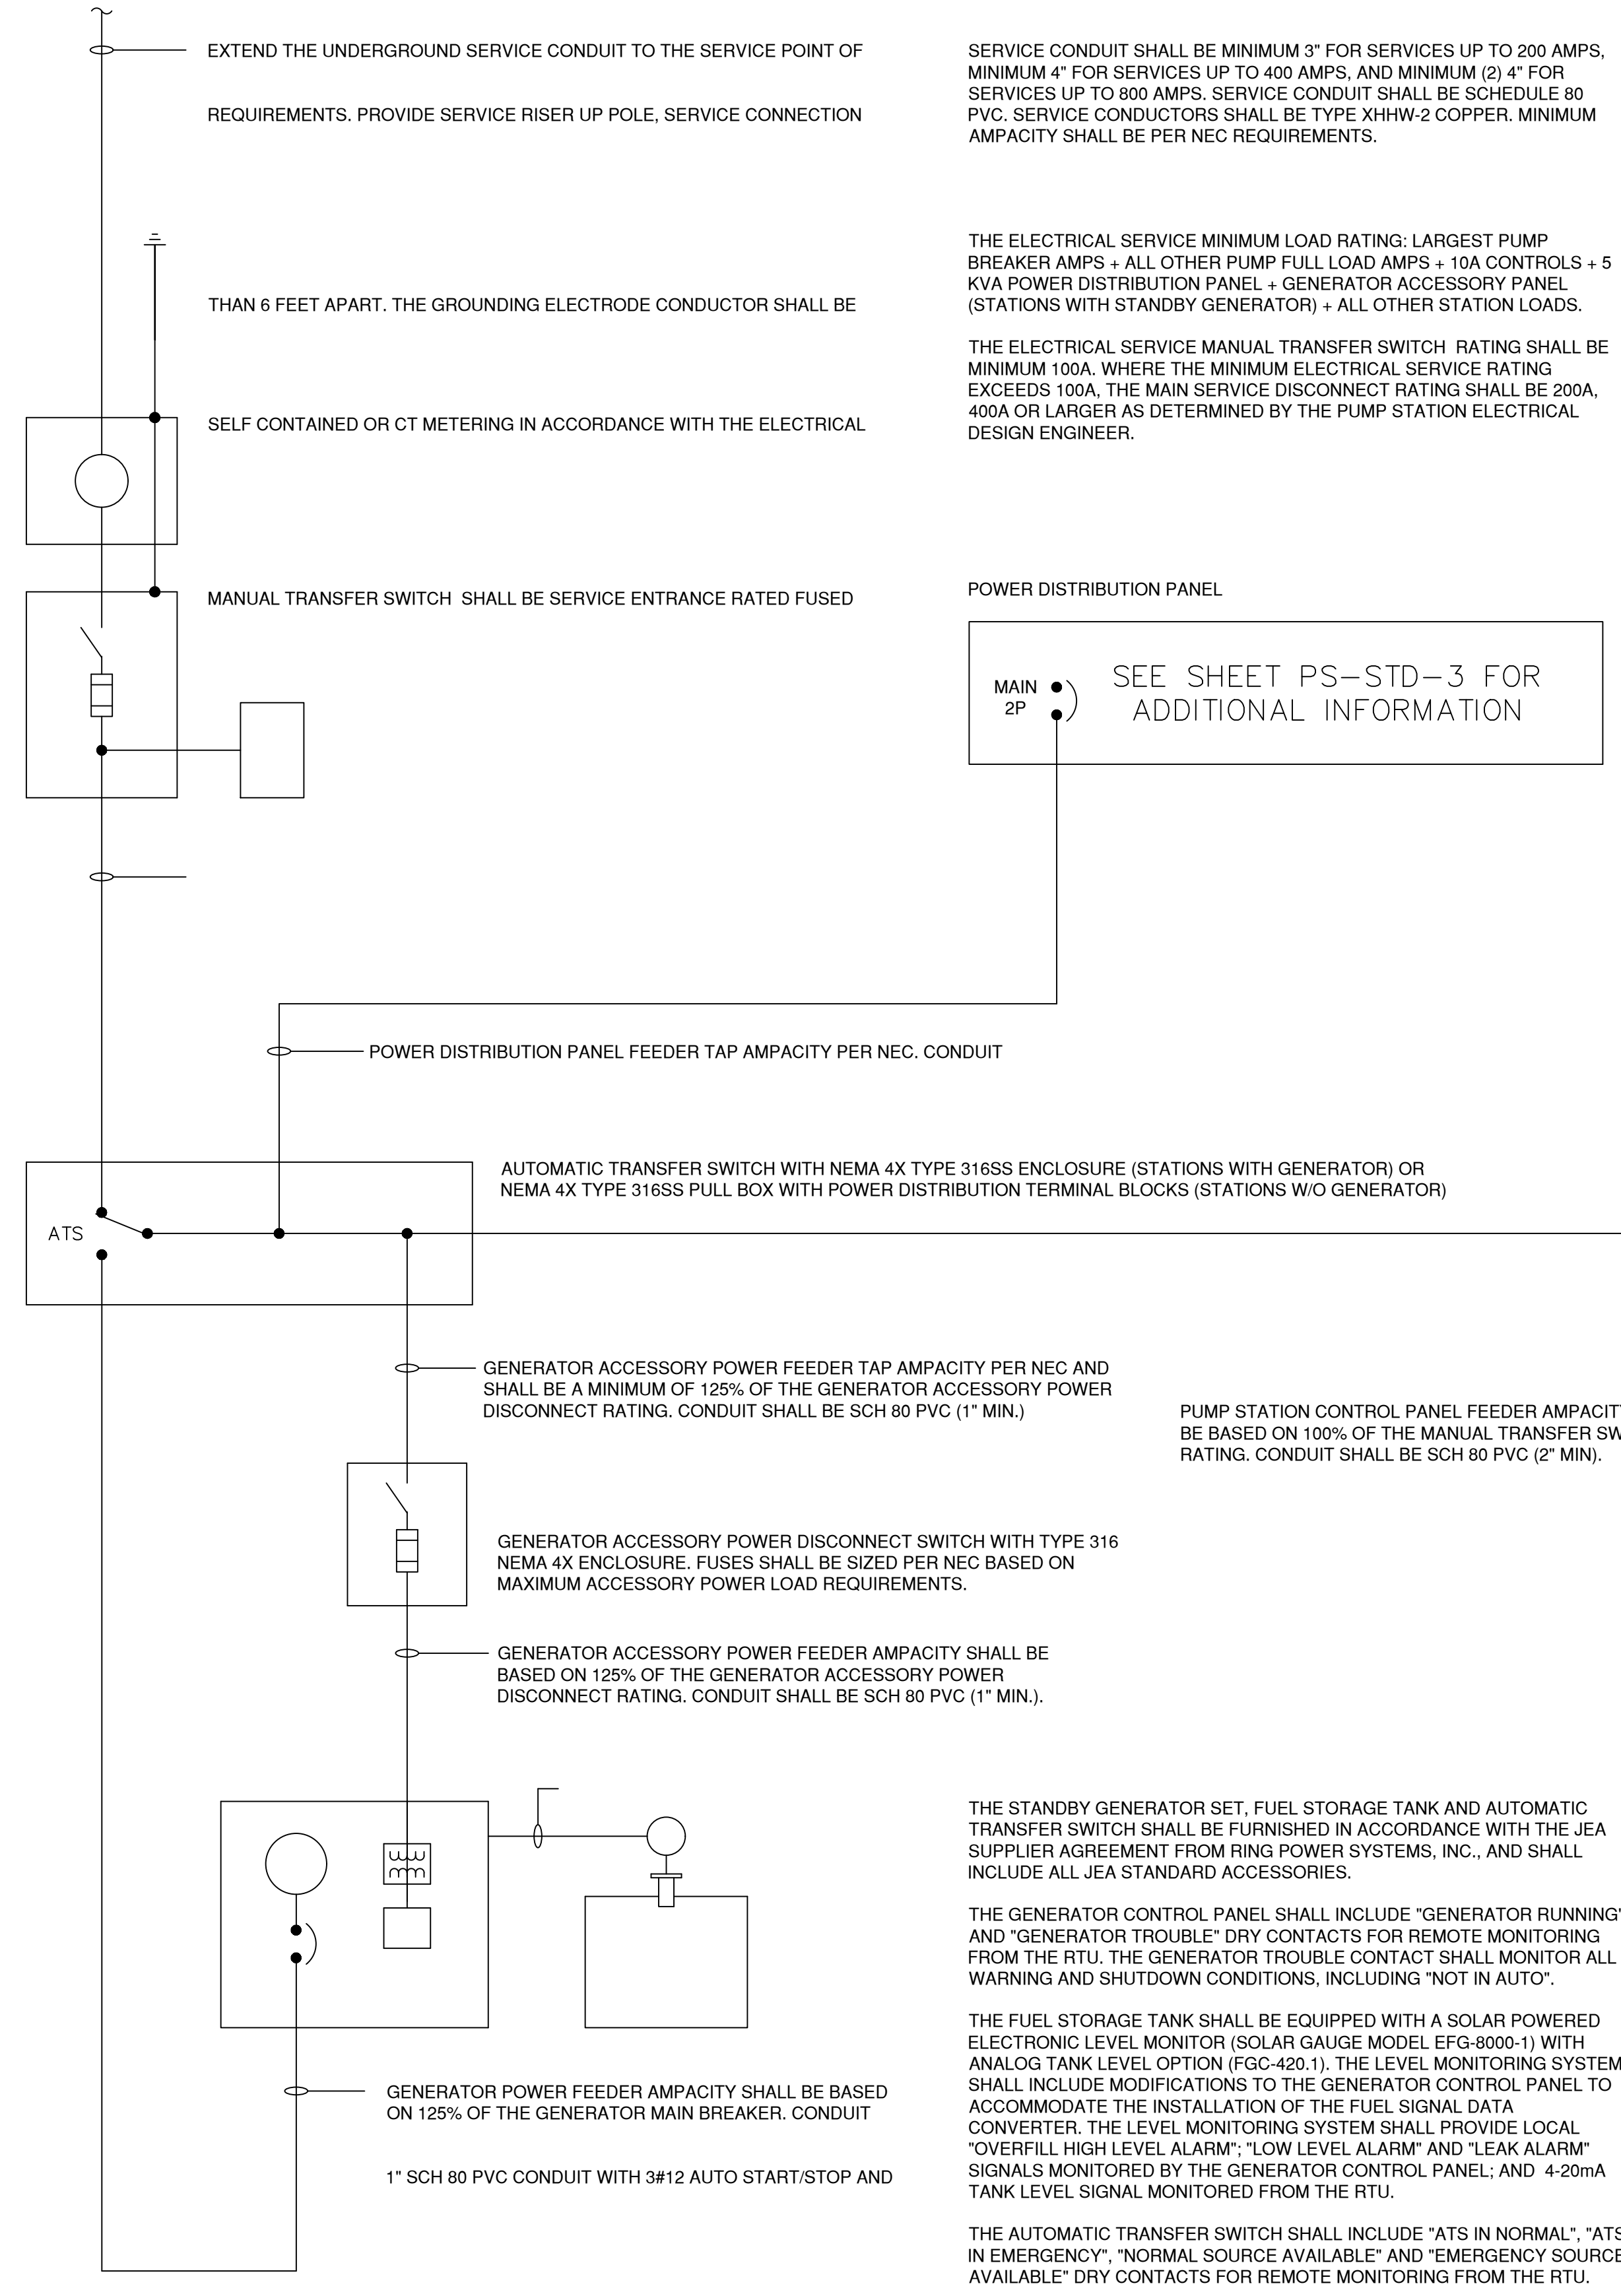 EXTEND THE UNDERGROUND SERVICE CONDUIT TO THE SERVICE POINT OF
REQUIREMENTS. PROVIDE SERVICE RISER UP POLE, SERVICE CONNECTION
SERVICE CONDUIT SHALL BE MINIMUM 3" FOR SERVICES UP TO 200 AMPS,
MINIMUM 4" FOR SERVICES UP TO 400 AMPS, AND MINIMUM (2) 4" FOR
SERVICES UP TO 800 AMPS. SERVICE CONDUIT SHALL BE SCHEDULE 80
PVC. SERVICE CONDUCTORS SHALL BE TYPE XHHW-2 COPPER. MINIMUM
AMPACITY SHALL BE PER NEC REQUIREMENTS.
THAN 6 FEET APART. THE GROUNDING ELECTRODE CONDUCTOR SHALL BE
THE ELECTRICAL SERVICE MINIMUM LOAD RATING: LARGEST PUMP
BREAKER AMPS + ALL OTHER PUMP FULL LOAD AMPS + 10A CONTROLS + 5
KVA POWER DISTRIBUTION PANEL + GENERATOR ACCESSORY PANEL
(STATIONS WITH STANDBY GENERATOR) + ALL OTHER STATION LOADS.
THE ELECTRICAL SERVICE MANUAL TRANSFER SWITCH  RATING SHALL BE
MINIMUM 100A. WHERE THE MINIMUM ELECTRICAL SERVICE RATING
EXCEEDS 100A, THE MAIN SERVICE DISCONNECT RATING SHALL BE 200A,
400A OR LARGER AS DETERMINED BY THE PUMP STATION ELECTRICAL
DESIGN ENGINEER.
SELF CONTAINED OR CT METERING IN ACCORDANCE WITH THE ELECTRICAL
MANUAL TRANSFER SWITCH  SHALL BE SERVICE ENTRANCE RATED FUSED
POWER DISTRIBUTION PANEL
MAIN
2P
SEE SHEET PS-STD-3 FOR
ADDITIONAL INFORMATION
POWER DISTRIBUTION PANEL FEEDER TAP AMPACITY PER NEC. CONDUIT
AUTOMATIC TRANSFER SWITCH WITH NEMA 4X TYPE 316SS ENCLOSURE (STATIONS WITH GENERATOR) OR
NEMA 4X TYPE 316SS PULL BOX WITH POWER DISTRIBUTION TERMINAL BLOCKS (STATIONS W/O GENERATOR)
ATS
GENERATOR ACCESSORY POWER FEEDER TAP AMPACITY PER NEC AND
SHALL BE A MINIMUM OF 125% OF THE GENERATOR ACCESSORY POWER
DISCONNECT RATING. CONDUIT SHALL BE SCH 80 PVC (1" MIN.)
PUMP STATION CONTROL PANEL FEEDER AMPACITY
BE BASED ON 100% OF THE MANUAL TRANSFER SW
RATING. CONDUIT SHALL BE SCH 80 PVC (2" MIN).
GENERATOR ACCESSORY POWER DISCONNECT SWITCH WITH TYPE 316
NEMA 4X ENCLOSURE. FUSES SHALL BE SIZED PER NEC BASED ON
MAXIMUM ACCESSORY POWER LOAD REQUIREMENTS.
GENERATOR ACCESSORY POWER FEEDER AMPACITY SHALL BE
BASED ON 125% OF THE GENERATOR ACCESSORY POWER
DISCONNECT RATING. CONDUIT SHALL BE SCH 80 PVC (1" MIN.).
THE STANDBY GENERATOR SET, FUEL STORAGE TANK AND AUTOMATIC
TRANSFER SWITCH SHALL BE FURNISHED IN ACCORDANCE WITH THE JEA
SUPPLIER AGREEMENT FROM RING POWER SYSTEMS, INC., AND SHALL
INCLUDE ALL JEA STANDARD ACCESSORIES.
THE GENERATOR CONTROL PANEL SHALL INCLUDE "GENERATOR RUNNING"
AND "GENERATOR TROUBLE" DRY CONTACTS FOR REMOTE MONITORING
FROM THE RTU. THE GENERATOR TROUBLE CONTACT SHALL MONITOR ALL
WARNING AND SHUTDOWN CONDITIONS, INCLUDING "NOT IN AUTO".
THE FUEL STORAGE TANK SHALL BE EQUIPPED WITH A SOLAR POWERED
ELECTRONIC LEVEL MONITOR (SOLAR GAUGE MODEL EFG-8000-1) WITH
ANALOG TANK LEVEL OPTION (FGC-420.1). THE LEVEL MONITORING SYSTEM
SHALL INCLUDE MODIFICATIONS TO THE GENERATOR CONTROL PANEL TO
ACCOMMODATE THE INSTALLATION OF THE FUEL SIGNAL DATA
CONVERTER. THE LEVEL MONITORING SYSTEM SHALL PROVIDE LOCAL
"OVERFILL HIGH LEVEL ALARM"; "LOW LEVEL ALARM" AND "LEAK ALARM"
SIGNALS MONITORED BY THE GENERATOR CONTROL PANEL; AND  4-20mA
TANK LEVEL SIGNAL MONITORED FROM THE RTU.
THE AUTOMATIC TRANSFER SWITCH SHALL INCLUDE "ATS IN NORMAL", "ATS
IN EMERGENCY", "NORMAL SOURCE AVAILABLE" AND "EMERGENCY SOURCE
AVAILABLE" DRY CONTACTS FOR REMOTE MONITORING FROM THE RTU.
GENERATOR POWER FEEDER AMPACITY SHALL BE BASED
ON 125% OF THE GENERATOR MAIN BREAKER. CONDUIT
1" SCH 80 PVC CONDUIT WITH 3#12 AUTO START/STOP AND